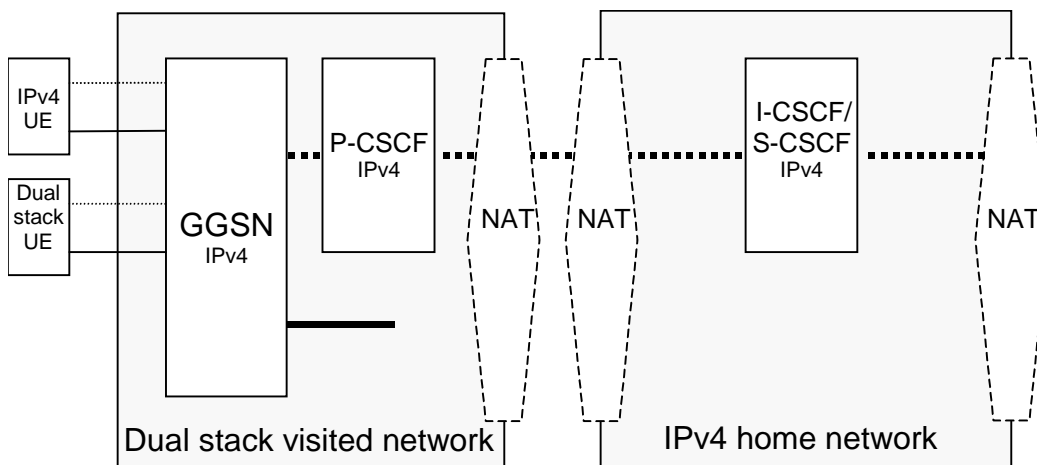 IPv4
UE
Dual
stack
UE
GGSN
IPv4
P-CSCF
IPv4
NAT
NAT
I-CSCF/
S-CSCF
IPv4
NAT
Dual stack visited network
IPv4 home network